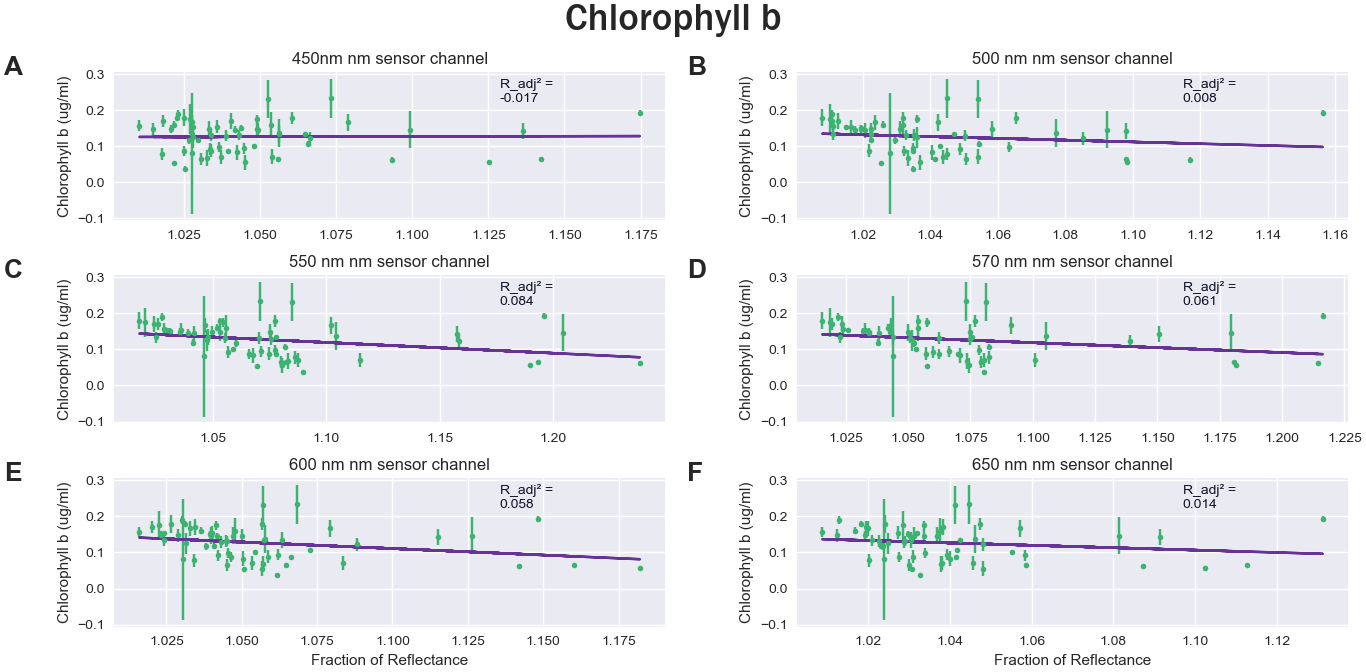 Chlorophyll b
A
450nm nm sensor channel
Chlorophyll b (ug/ml)
0.3
0.2
0.1
0.0
−0.1
R_adj² =
-0.017
1.025 1.050 1.075 1.100 1.125 1.150 1.175
B
500 nm sensor channel
Chlorophyll b (ug/ml)
0.3
0.2
0.1
0.0
−0.1
R_adj² =
0.008
1.02 1.04 1.06 1.08 1.10 1.12 1.14 1.16
C
550 nm nm sensor channel
Chlorophyll b (ug/ml)
0.3
0.2
0.1
0.0
−0.1
R_adj² =
0.084
1.05 1.10 1.15 1.20
D
570 nm nm sensor channel
Chlorophyll b (ug/ml)
0.3
0.2
0.1
0.0
−0.1
R_adj² =
0.061
1.025 1.050 1.075 1.100 1.125 1.150 1.175 1.200 1.225
E
600 nm nm sensor channel
Chlorophyll b (ug/ml)
0.3
0.2
0.1
0.0
−0.1
R_adj² =
0.058
1.025 1.050 1.075 1.100 1.125 1.150 1.175
Fraction of Reflectance
F
650 nm nm sensor channel
Chlorophyll b (ug/ml)
0.3
0.2
0.1
0.0
−0.1
R_adj² =
0.014
1.02 1.04 1.06 1.08 1.10 1.12
Fraction of Reflectance